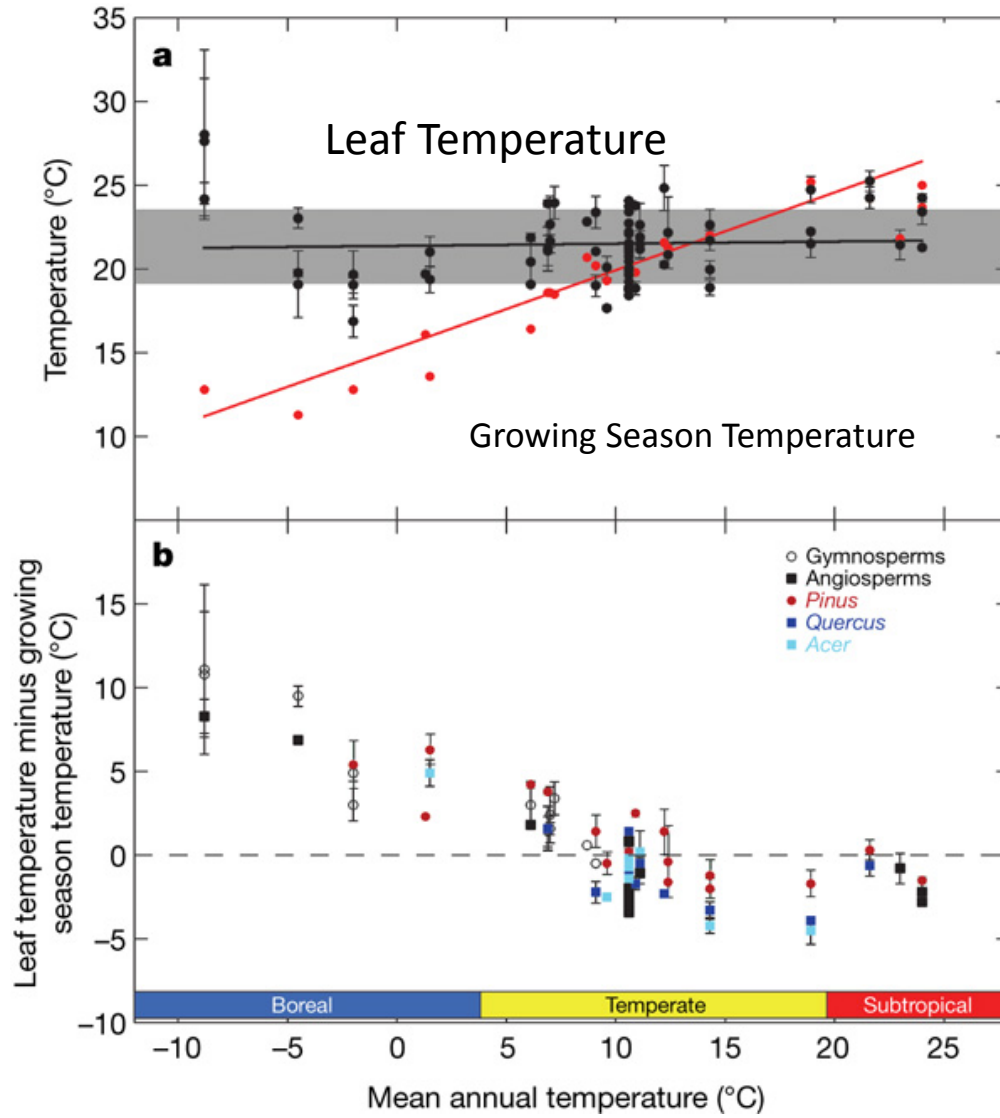 a
Leaf Temperature
Growing Season Temperature
35
30
25
20
15
10
Temperature (°C)
b
Gymnosperms
Angiosperms
Pinus
Quercus
Acer
15
10
5
0
−5
−10
Leaf temperature minus growing
season temperature (°C)
Boreal
Temperate
Subtropical
−10
−5
0
5
10
15
20
25
Mean annual temperature (°C)